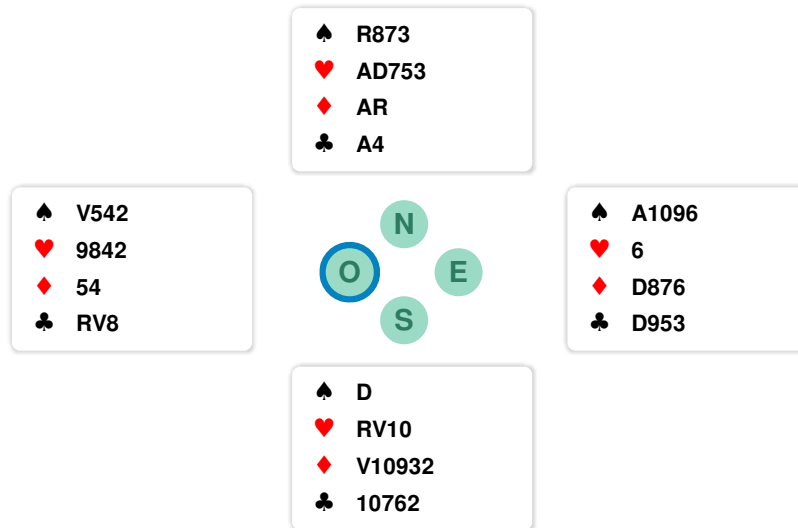 ♠ R873
♥ AD753
♦ AR
♣ A4
♠ V542
♥ 9842
♦ 54
♣ RV8
N
O E
S
♠ A1096
♥ 6
♦ D876
♣ D953
♠ D
♥ RV10
♦ V10932
♣ 10762